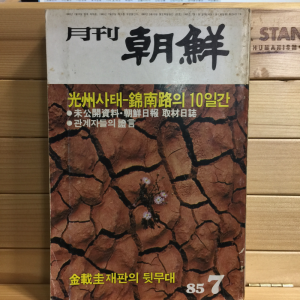 月刊 朝鮮
光州사태-錦南路의 10일간
●未公開資料·朝鮮日報 取材日誌
●관계자들의 證言
金載圭재판의 뒷무대
85 7
STAN